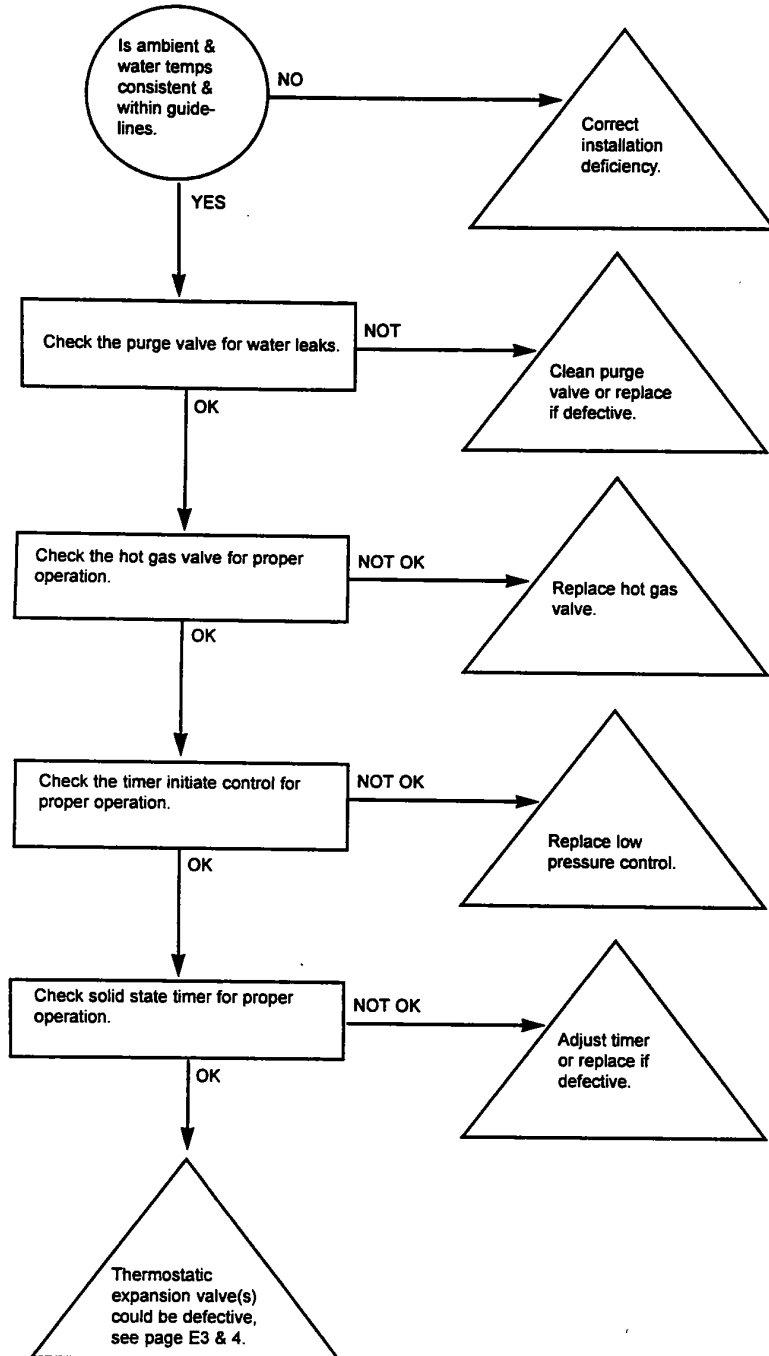 Is ambient &
water temps
consistent &
within guide-
lines.
NO
Correct
installation
deficiency.
YES
Check the purge valve for water leaks.
NOT
Clean purge
valve or replace
if defective.
OK
Check the hot gas valve for proper
operation.
NOT OK
Replace hot gas
valve.
OK
Check the timer initiate control for
proper operation.
NOT OK
Replace low
pressure control.
OK
Check solid state timer for proper
operation.
NOT OK
Adjust timer
or replace if
defective.
OK
Thermostatic
expansion valve(s)
could be defective,
see page E3 & 4.